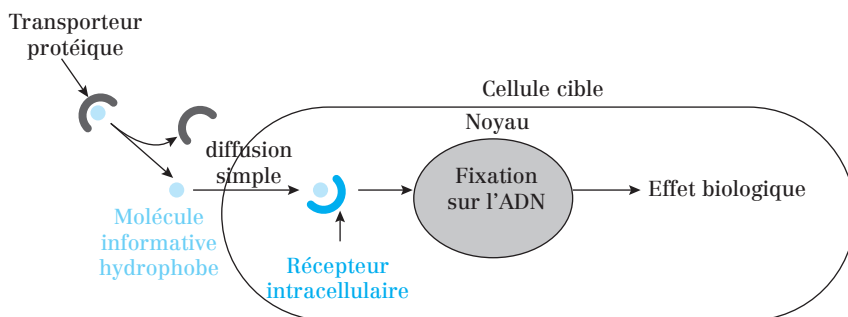 Transporteur
protéique
Cellule cible
Noyau
diffusion
simple
Fixation
sur l'ADN
Effet biologique
Molécule
informative
hydrophobe
Récepteur
intracellulaire